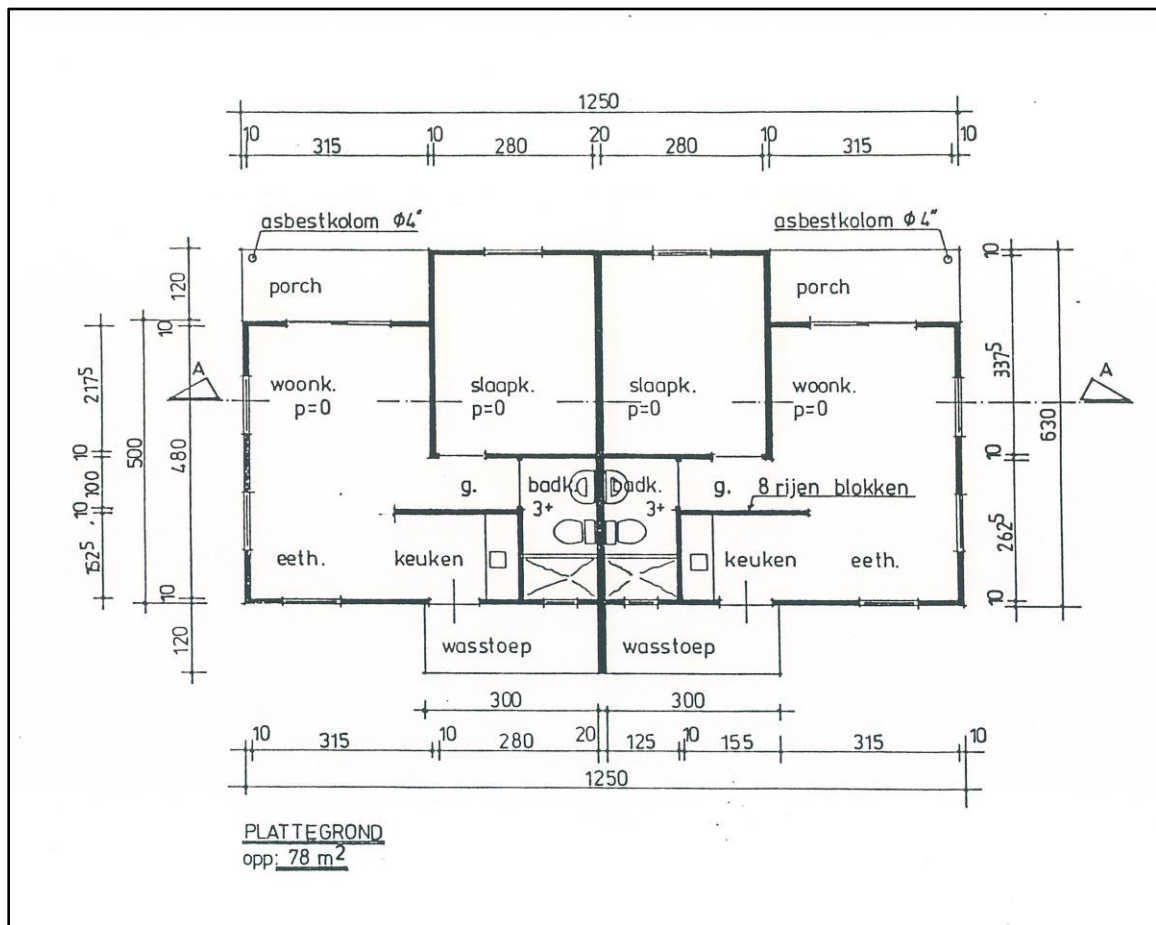 1250
10 315 10 280 20 280 10 315 10
asbestkolom φ4"
asbestkolom φ4"
120
10
porch
porch
10
2175
A
woonk.
p=0
slaapk.
p=0
slaapk.
p=0
woonk.
p=0
A
3375
500
480
630
10
10
100
g.
badk.
3+
badk.
3+
g.
8 rijen blokken
10
1525
eeth.
keuken
keuken
eeth.
2625
10
10
120
wasstoep
wasstoep
300
300
10 315 10 280 20 125 10 155 315 10
1250
PLATTEGROND
opp: 78 m²